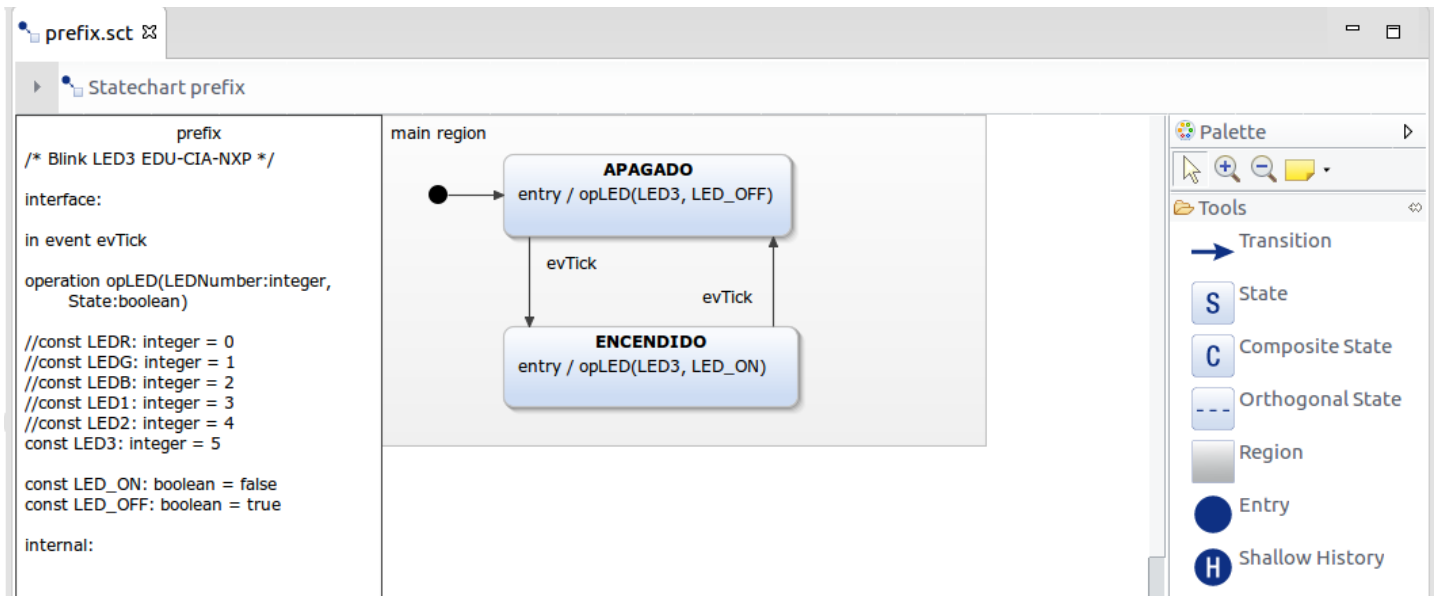 prefix.sct
Statechart prefix
prefix
/* Blink LED3 EDU-CIA-NXP */
interface:
in event evTick
operation opLED(LEDNumber:integer,
State:boolean)
//const LEDR: integer = 0
//const LEDG: integer = 1
//const LEDB: integer = 2
//const LED1: integer = 3
//const LED2: integer = 4
const LED3: integer = 5
const LED_ON: boolean = false
const LED_OFF: boolean = true
internal:
main region
APAGADO
entry / opLED(LED3, LED_OFF)
evTick
evTick
ENCENDIDO
entry / opLED(LED3, LED_ON)
Palette
Tools
Transition
S State
C Composite State
Orthogonal State
Region
Entry
H Shallow History